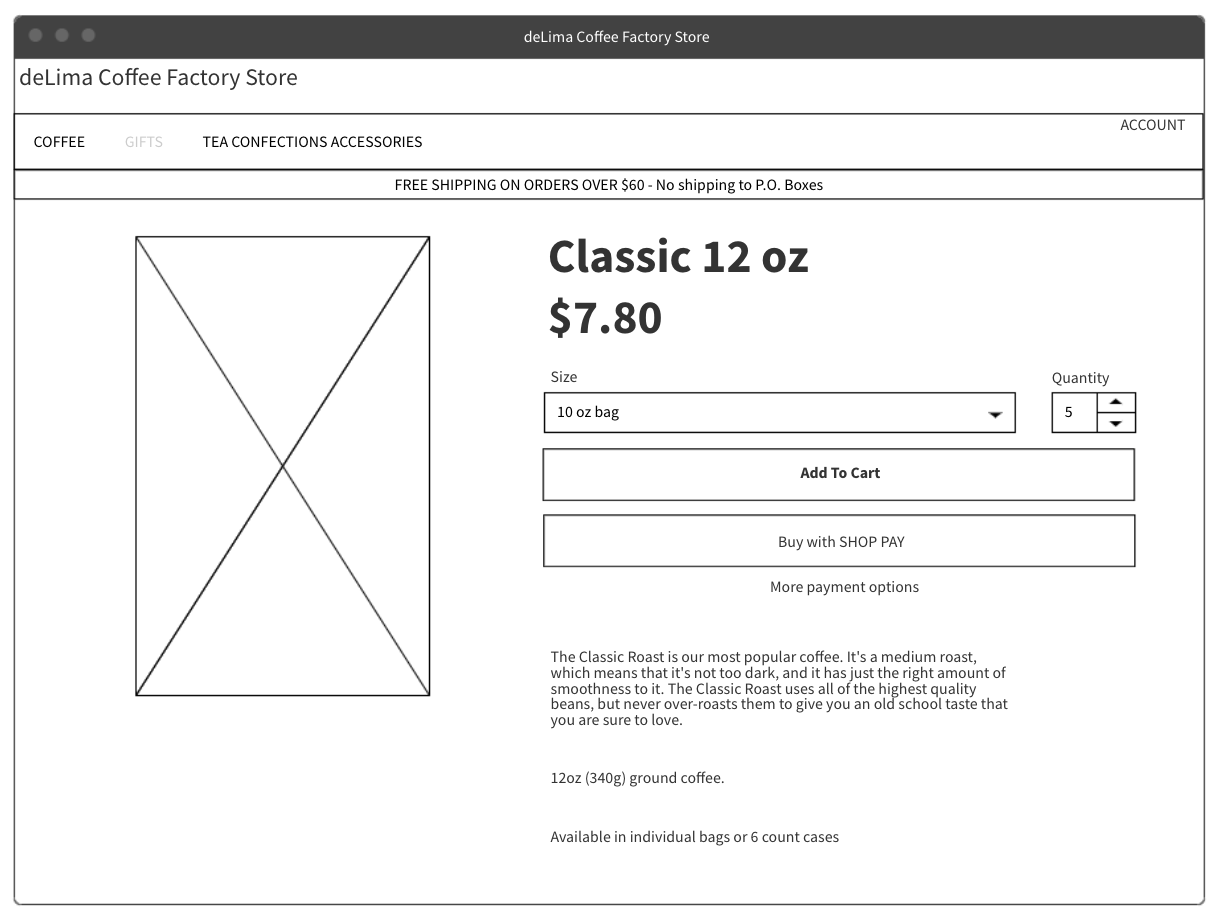 deLima Coffee Factory Store
deLima Coffee Factory Store
ACCOUNT
COFFEE GIFTS TEA CONFECTIONS ACCESSORIES
FREE SHIPPING ON ORDERS OVER $60 - No shipping to P.O. Boxes
Classic 12 oz
$7.80
Size Quantity
10 oz bag 5
Add To Cart
Buy with SHOP PAY
More payment options
The Classic Roast is our most popular coffee. It's a medium roast,
which means that it's not too dark, and it has just the right amount of
smoothness to it. The Classic Roast uses all of the highest quality
beans, but never over-roasts them to give you an old school taste that
you are sure to love.
12oz (340g) ground coffee.
Available in individual bags or 6 count cases